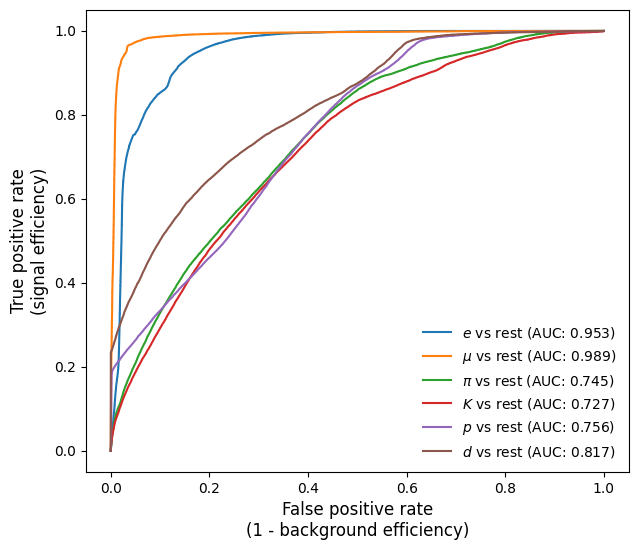 1.0
0.8
0.6
0.4
0.2
0.0
True positive rate
(signal efficiency)
e vs rest (AUC: 0.953)
μ vs rest (AUC: 0.989)
π vs rest (AUC: 0.745)
K vs rest (AUC: 0.727)
p vs rest (AUC: 0.756)
d vs rest (AUC: 0.817)
0.0 0.2 0.4 0.6 0.8 1.0
False positive rate
(1 - background efficiency)